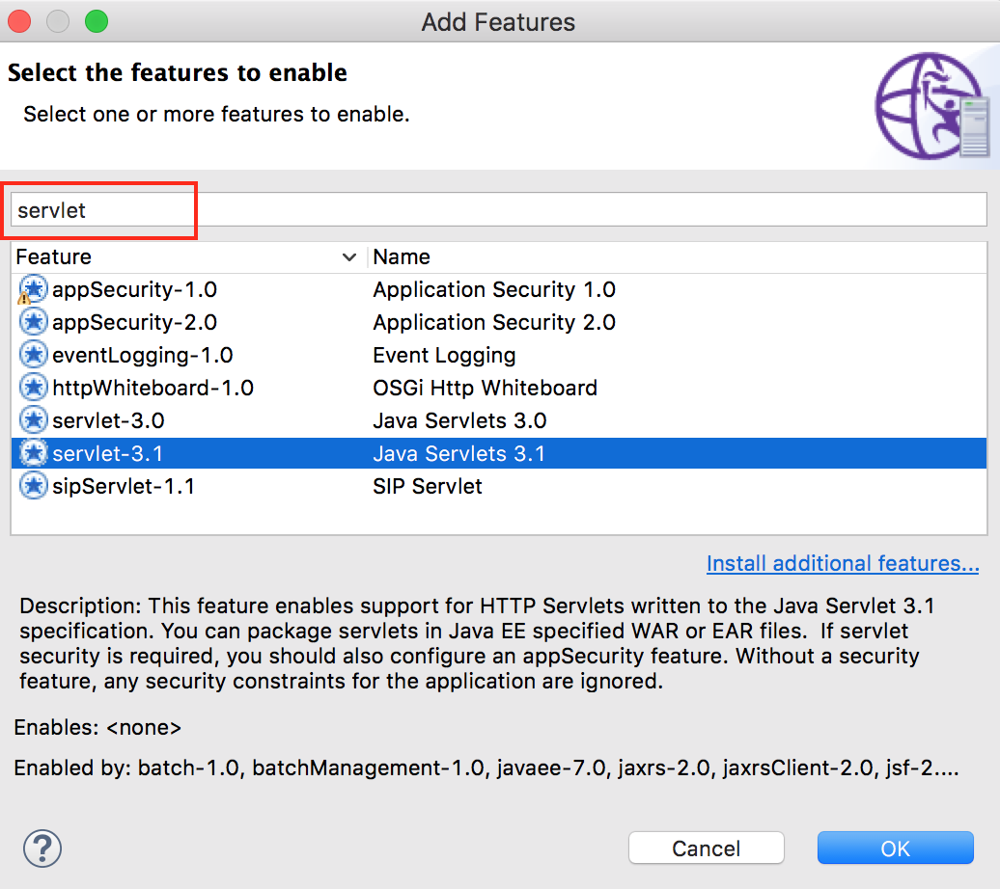 Add Features
Select the features to enable
Select one or more features to enable.
servlet
Feature Name
appSecurity-1.0 Application Security 1.0
appSecurity-2.0 Application Security 2.0
eventLogging-1.0 Event Logging
httpWhiteboard-1.0 OSGi Http Whiteboard
servlet-3.0 Java Servlets 3.0
servlet-3.1 Java Servlets 3.1
sipServlet-1.1 SIP Servlet
Install additional features...
Description: This feature enables support for HTTP Servlets written to the Java Servlet 3.1
specification. You can package servlets in Java EE specified WAR or EAR files.  If servlet
security is required, you should also configure an appSecurity feature. Without a security
feature, any security constraints for the application are ignored.
Enables: <none>
Enabled by: batch-1.0, batchManagement-1.0, javaee-7.0, jaxrs-2.0, jaxrsClient-2.0, jsf-2....
? Cancel OK